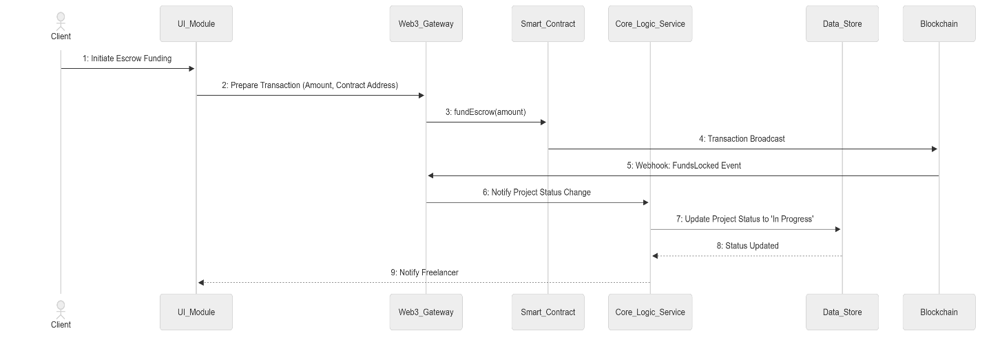 Client
UI_Module
Web3_Gateway
Smart_Contract
Core_Logic_Service
Data_Store
Blockchain
1: Initiate Escrow Funding
2: Prepare Transaction (Amount, Contract Address)
3: fundEscrow(amount)
4: Transaction Broadcast
5: Webhook: FundsLocked Event
6: Notify Project Status Change
7: Update Project Status to 'In Progress'
8: Status Updated
9: Notify Freelancer
Client
UI_Module
Web3_Gateway
Smart_Contract
Core_Logic_Service
Data_Store
Blockchain